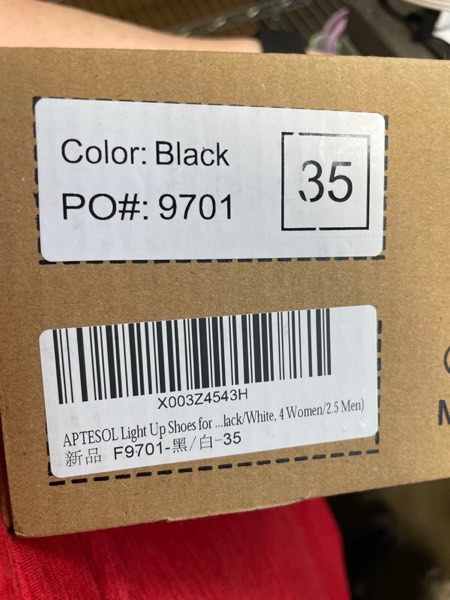 Color: Black
PO#: 9701
35
X003Z4543H
APTESOL Light Up Shoes for ...lack/White, 4 Women/2.5 Men)
新品 F9701-黑/白-35